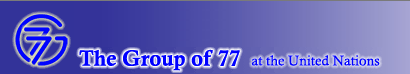 The Group of 77 at the United Nations